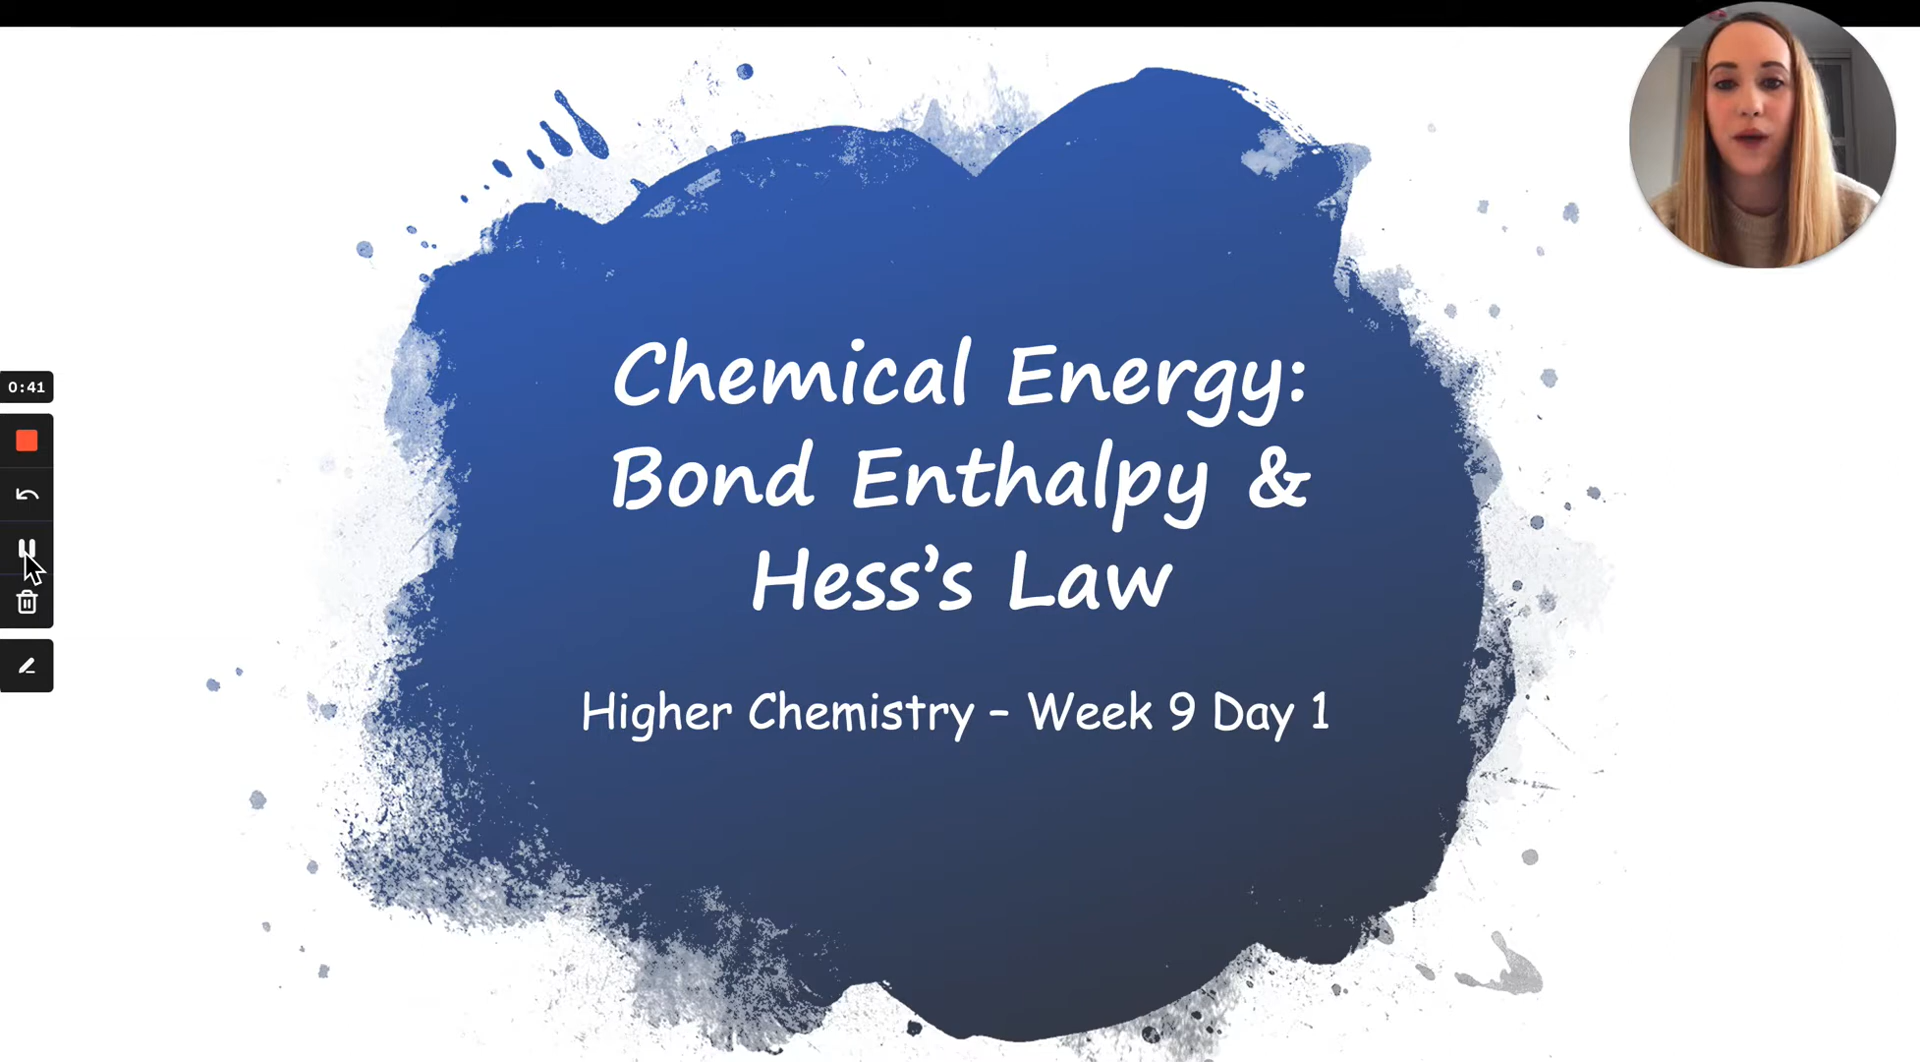 Chemical Energy:
Bond Enthalpy &
Hess’s Law
Higher Chemistry – Week 9 Day 1
0:41